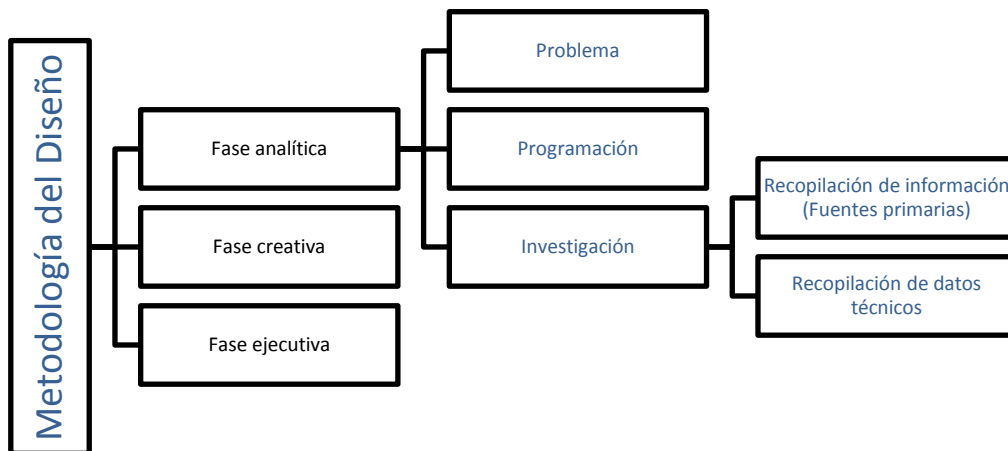 Metodología del Diseño
Fase analítica
Problema
Programación
Investigación
Recopilación de información
(Fuentes primarias)
Recopilación de datos
técnicos
Fase creativa
Fase ejecutiva